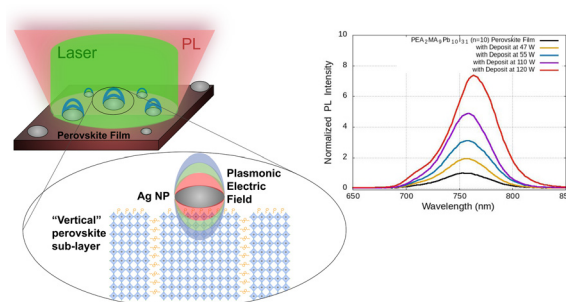 Laser
PL
Perovskite Film
Ag NP
Plasmonic
Electric
Field
“Vertical”
perovskite
sub-layer
PEA2MA9Pb10I31 (n=10) Perovskite Film
with Deposit at 47 W
with Deposit at 55 W
with Deposit at 110 W
with Deposit at 120 W
Normalized PL Intensity
10
8
6
4
2
0
650
700
750
800
850
Wavelength (nm)